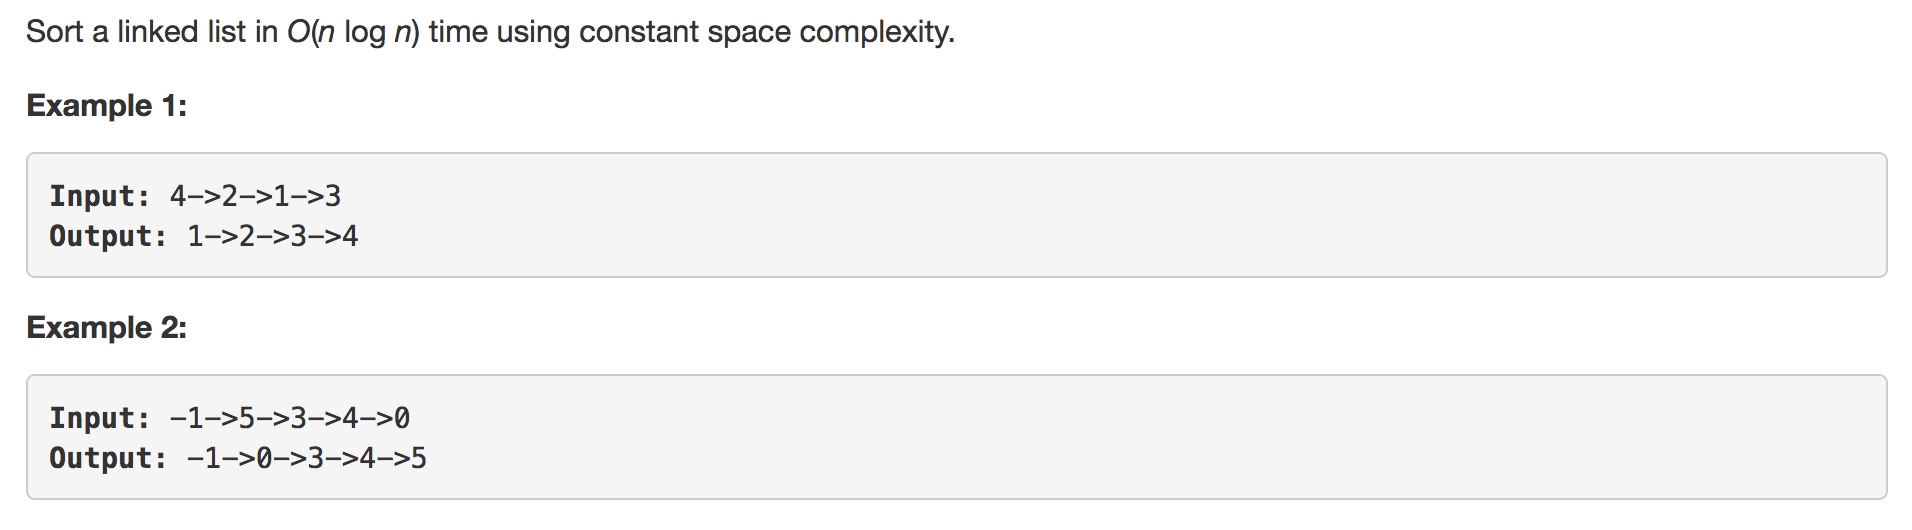 Sort a linked list in O(n log n) time using constant space complexity.
Example 1:
Input: 4->2->1->3
Output: 1->2->3->4
Example 2:
Input: -1->5->3->4->0
Output: -1->0->3->4->5